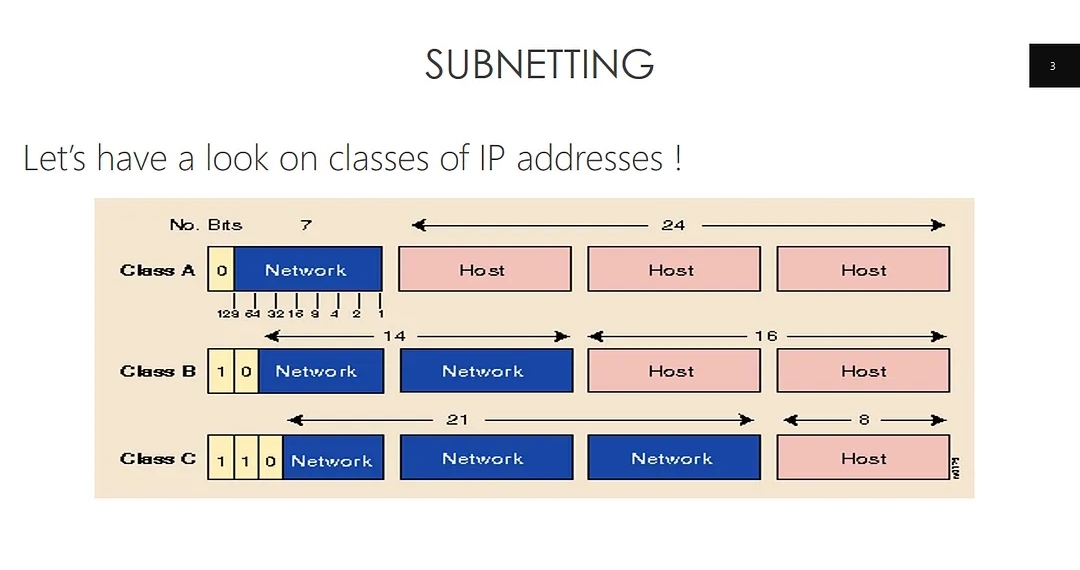 SUBNETTING
3
Let's have a look on classes of IP addresses !
No. Bits 7 24
Class A 0 Network Host Host Host
128 64 32 16 8 4 2 1
14 16
Class B 1 0 Network Network Host Host
21 8
Class C 1 1 0 Network Network Network Host